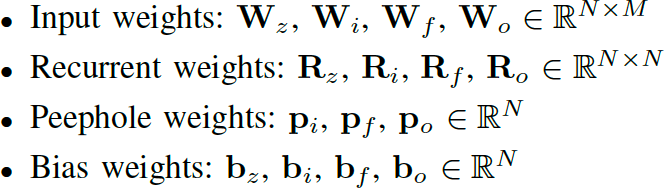 • Input weights: W_z, W_i, W_f, W_o ∈ ℝ^{N×M}
• Recurrent weights: R_z, R_i, R_f, R_o ∈ ℝ^{N×N}
• Peephole weights: p_i, p_f, p_o ∈ ℝ^N
• Bias weights: b_z, b_i, b_f, b_o ∈ ℝ^N